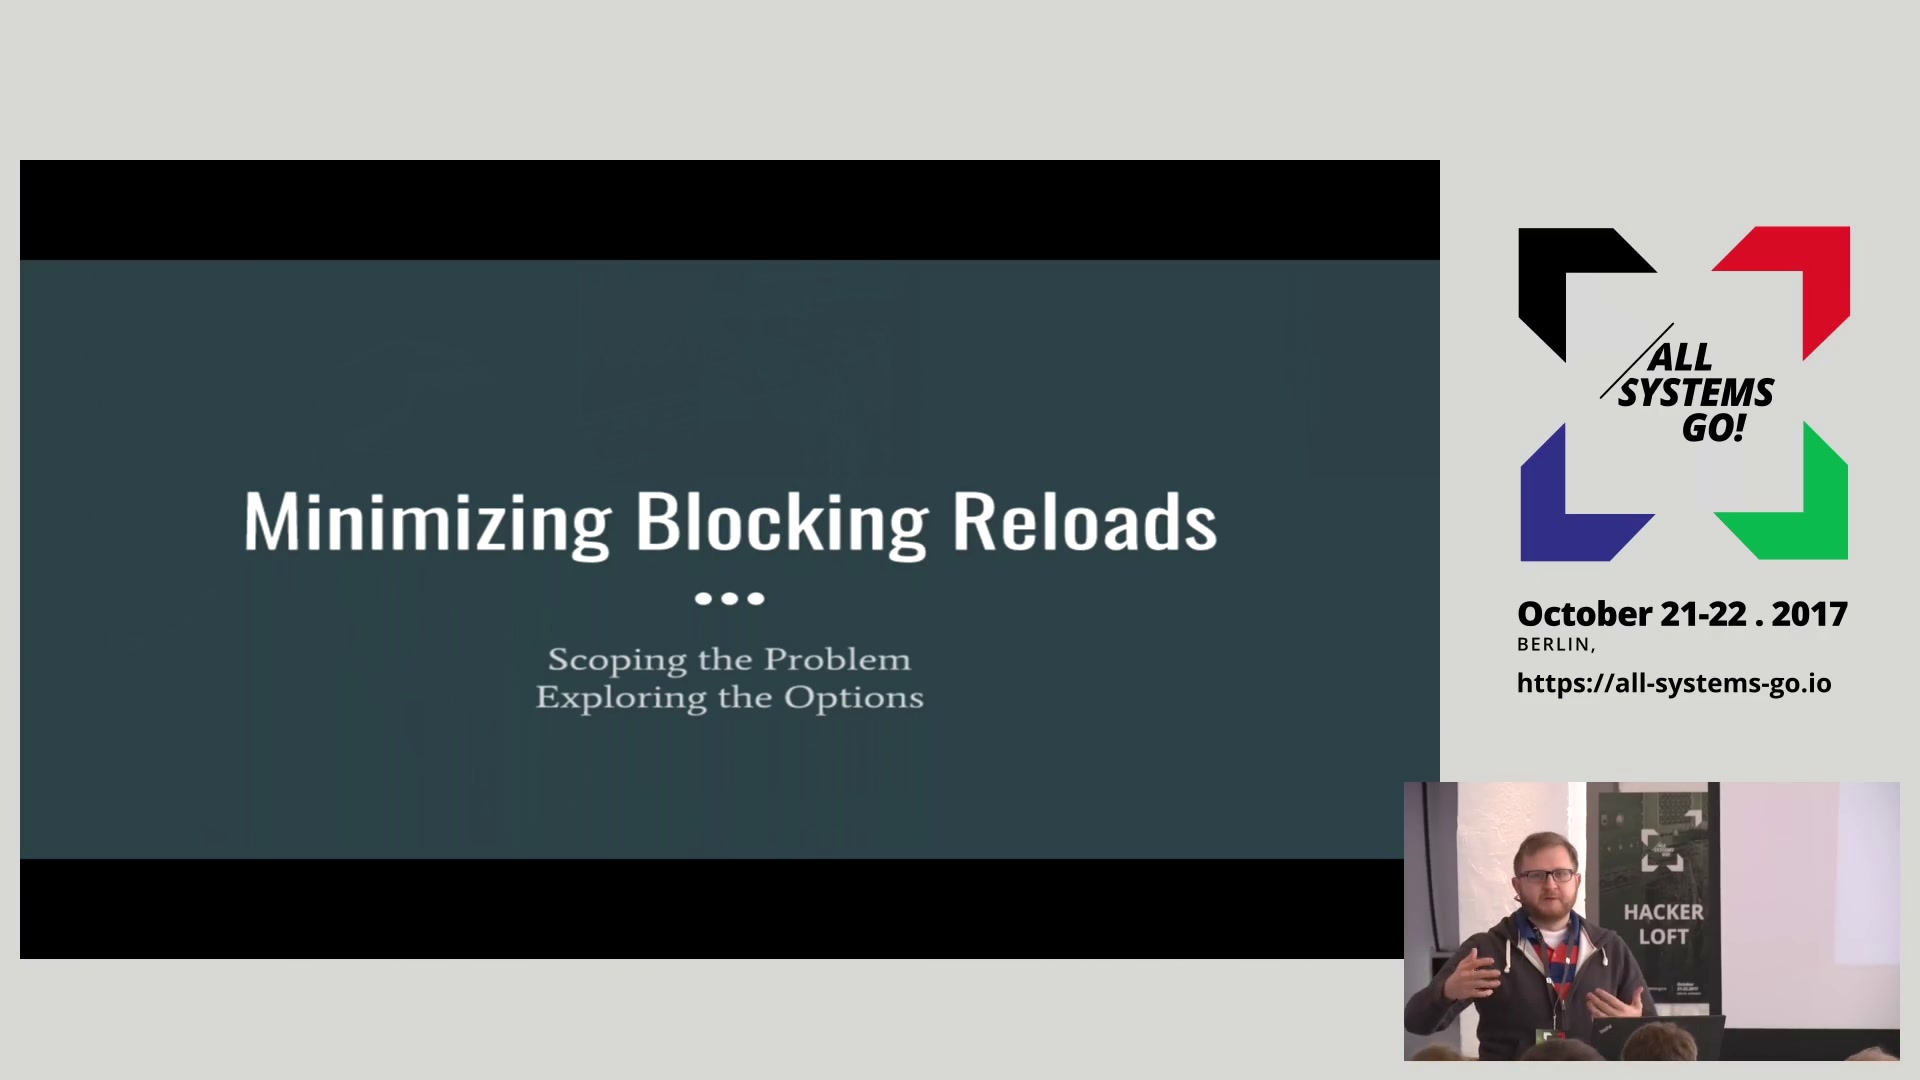 Minimizing Blocking Reloads
Scoping the Problem
Exploring the Options
ALL
SYSTEMS
GO!
October 21-22 . 2017
BERLIN,
https://all-systems-go.io
HACKER
LOFT